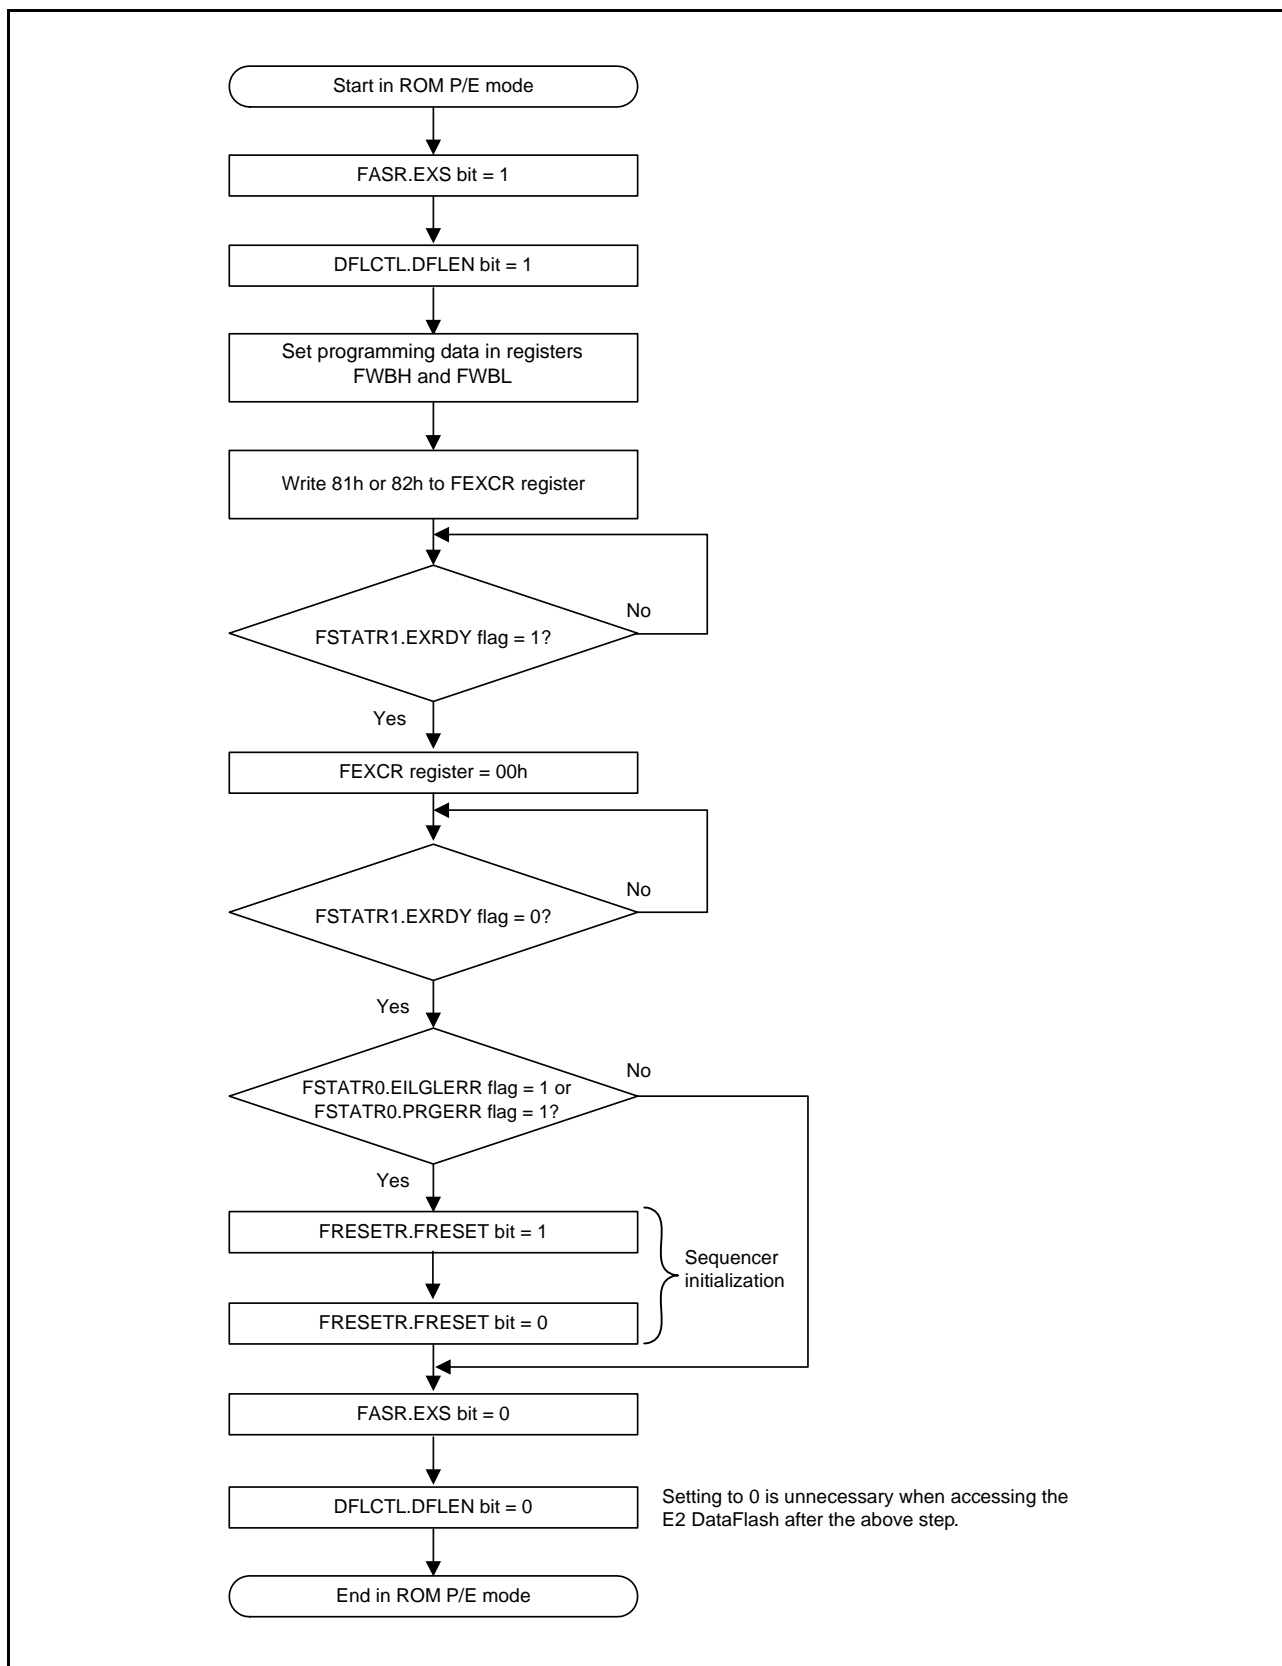 Start in ROM P/E mode
FASR.EXS bit = 1
DFLCTL.DFLEN bit = 1
Set programming data in registers
FWBH and FWBL
Write 81h or 82h to FEXCR register
No
FSTATR1.EXRDY flag = 1?
Yes
FEXCR register = 00h
No
FSTATR1.EXRDY flag = 0?
Yes
No
FSTATR0.EILGLERR flag = 1 or
FSTATR0.PRGERR flag = 1?
Yes
FRESETR.FRESET bit = 1
Sequencer
initialization
FRESETR.FRESET bit = 0
FASR.EXS bit = 0
DFLCTL.DFLEN bit = 0
Setting to 0 is unnecessary when accessing the
E2 DataFlash after the above step.
End in ROM P/E mode